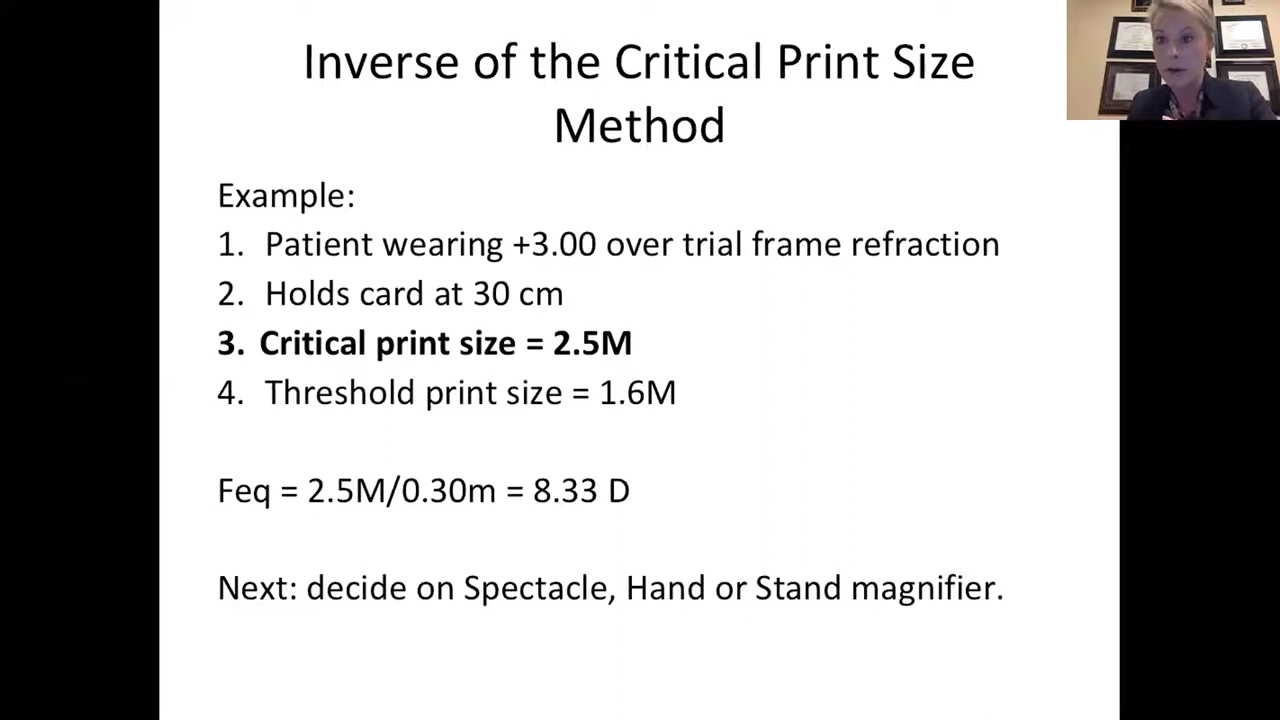 Inverse of the Critical Print Size
Method
Example:
1. Patient wearing +3.00 over trial frame refraction
2. Holds card at 30 cm
3. Critical print size = 2.5M
4. Threshold print size = 1.6M
Feq = 2.5M/0.30m = 8.33 D
Next: decide on Spectacle, Hand or Stand magnifier.